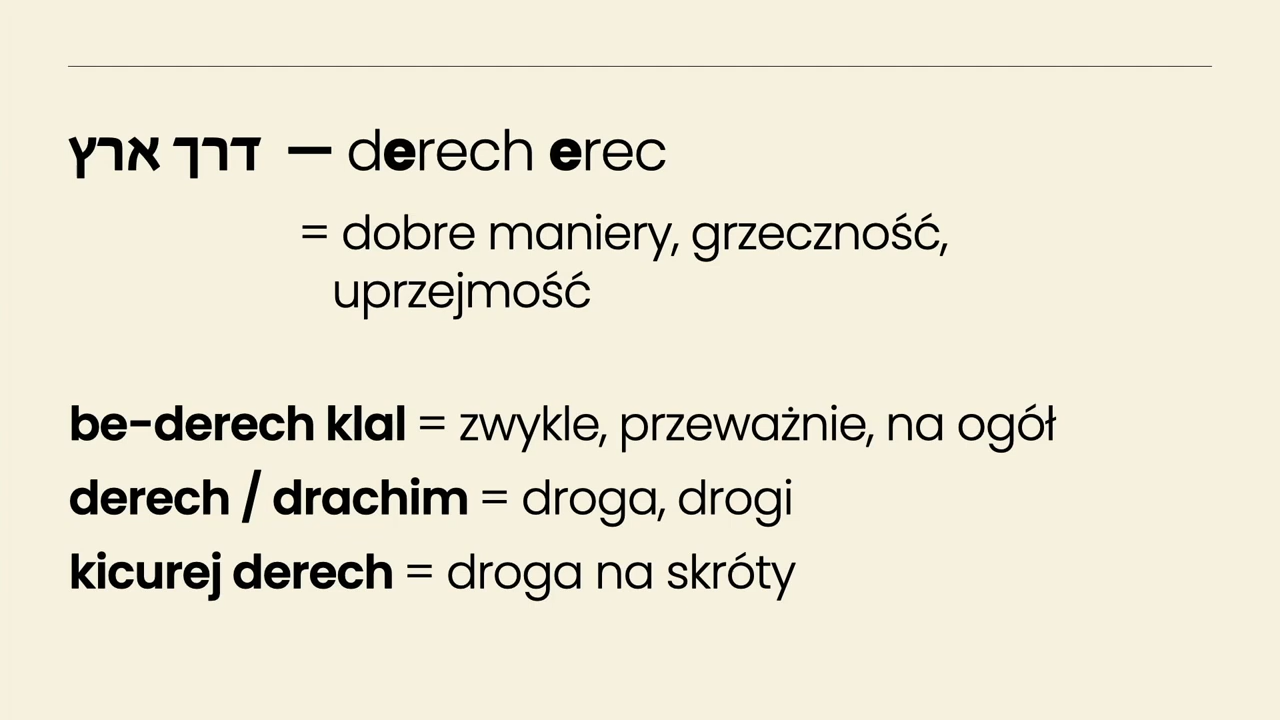 דרך ארץ — derech erec
= dobre maniery, grzeczność,
uprzejmość
be-derech klal = zwykle, przeważnie, na ogół
derech / drachim = droga, drogi
kicurej derech = droga na skróty